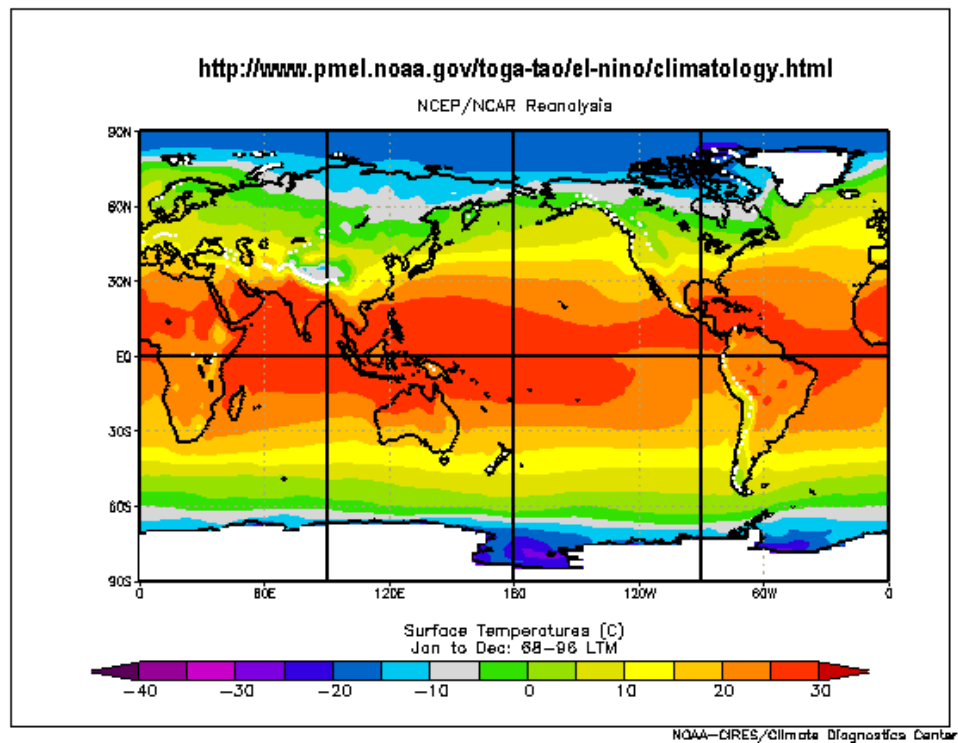 http://www.pmel.noaa.gov/toga-tao/el-nino/climatology.html
NCEP/NCAR Reanalysis
90N
60N
30N
EQ
30S
60S
90S
0 60E 120E 180 120W 60W 0
Surface Temperatures (C)
Jan to Dec: 68-96 LTM
-40 -30 -20 -10 0 10 20 30
NOAA-CIRES/Climate Diagnostics Center